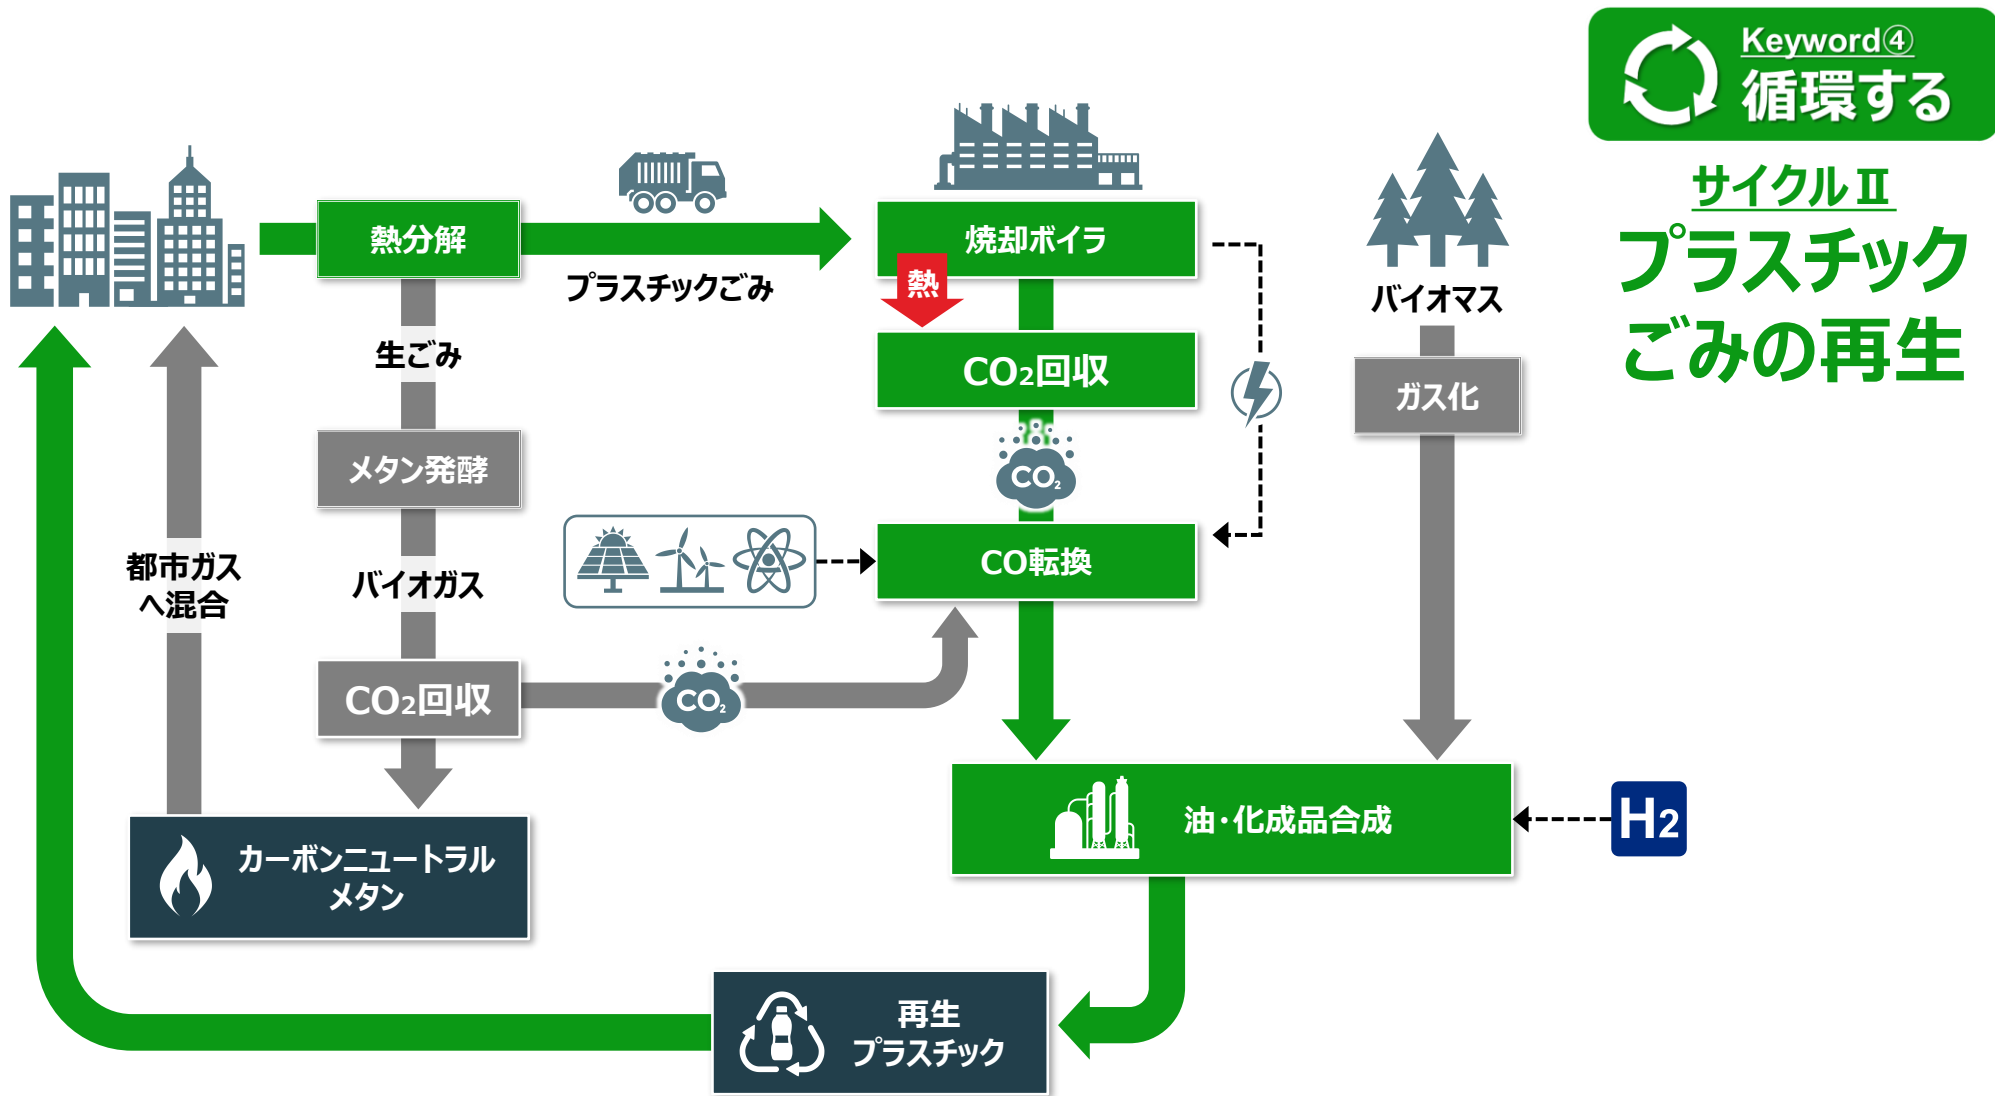 Keyword④
循環する
サイクルⅡ
プラスチック
ごみの再生
熱分解
プラスチックごみ
焼却ボイラ
熱
CO₂回収
CO₂
CO転換
バイオマス
ガス化
生ごみ
メタン発酵
バイオガス
CO₂回収
CO₂
都市ガス
へ混合
カーボンニュートラル
メタン
油・化成品合成
H₂
再生
プラスチック